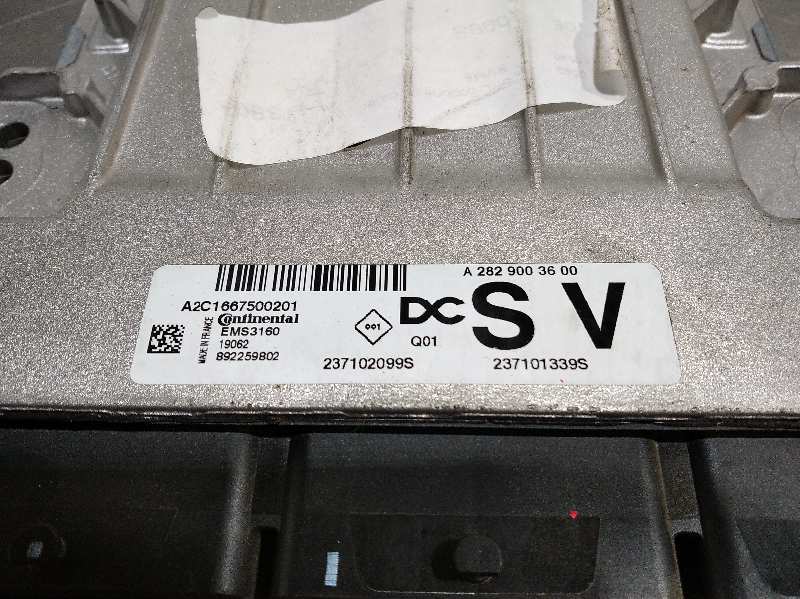 A 282 900 36 00
A2C1667500201
Continental
EMS3160
19062
892259802
MADE IN FRANCE
001
DC S V
Q01
237102099S
237101339S